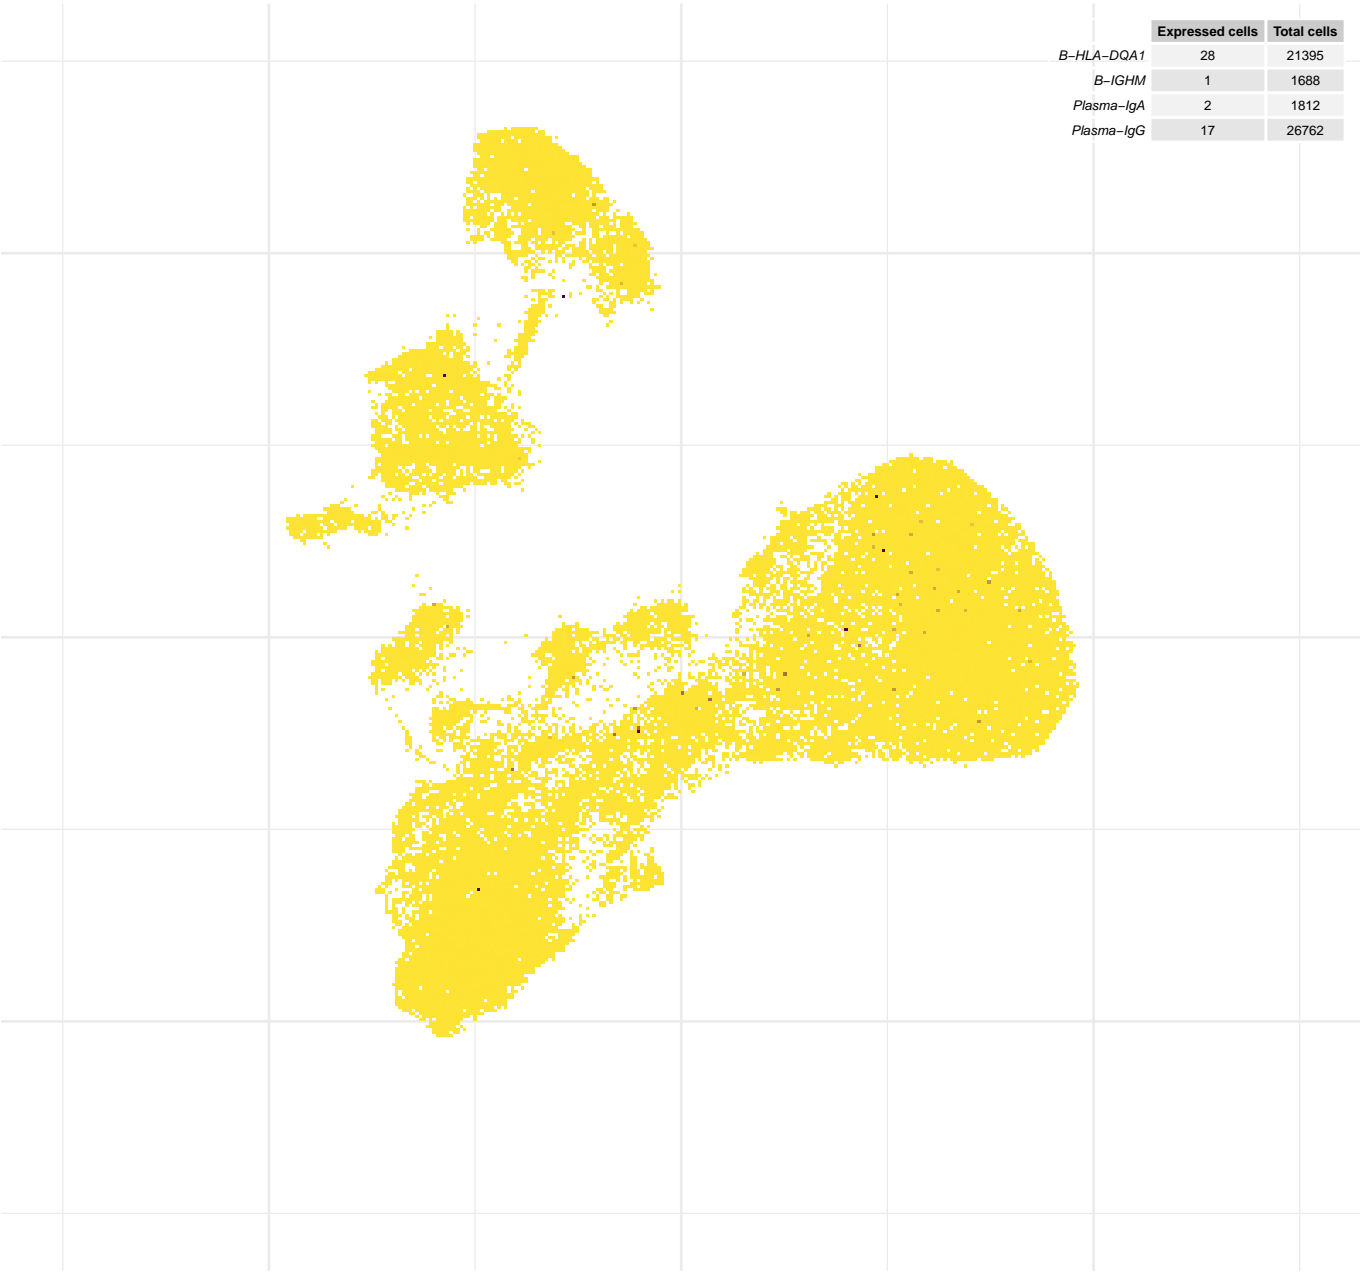 Expressed cells Total cells
B−HLA−DQA1 28 21395
B−IGHM 1 1688
Plasma−IgA 2 1812
Plasma−IgG 17 26762